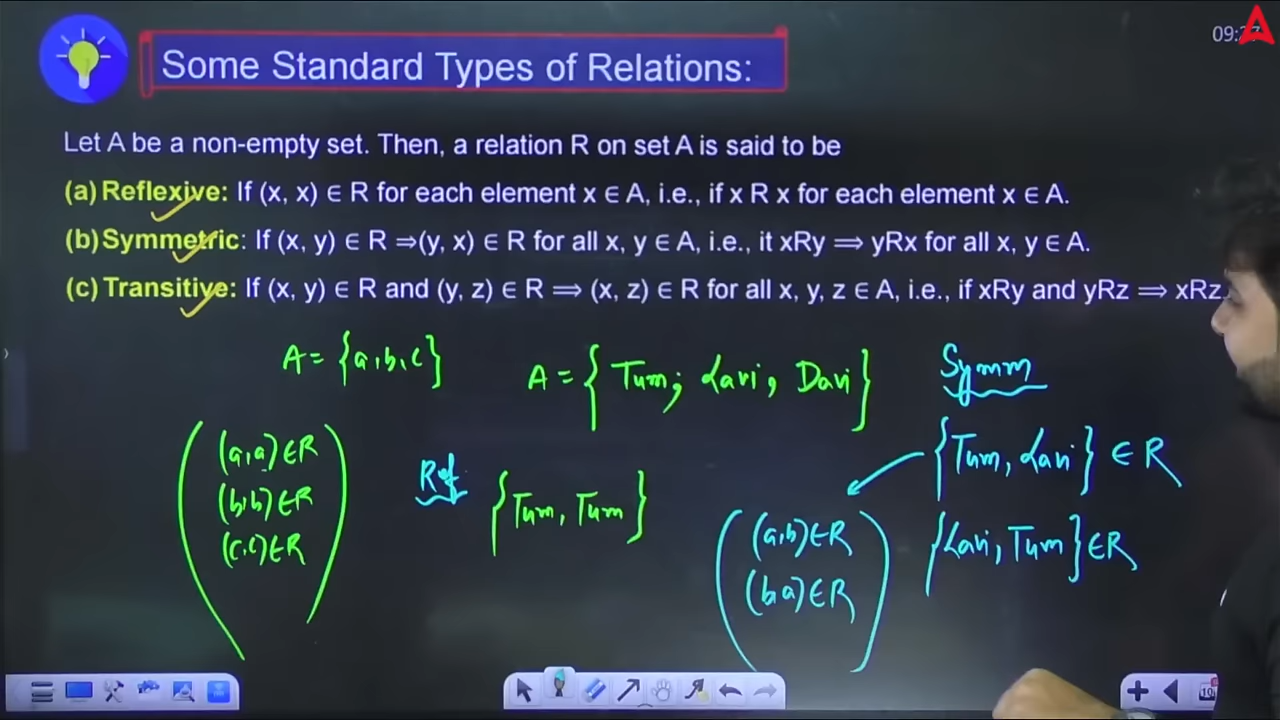 Some Standard Types of Relations:
Let A be a non-empty set. Then, a relation R on set A is said to be
(a) Reflexive: If (x, x) ∈ R for each element x ∈ A, i.e., if x R x for each element x ∈ A.
(b) Symmetric: If (x, y) ∈ R ⇒(y, x) ∈ R for all x, y ∈ A, i.e., it xRy ⟹ yRx for all x, y ∈ A.
(c) Transitive: If (x, y) ∈ R and (y, z) ∈ R ⟹ (x, z) ∈ R for all x, y, z ∈ A, i.e., if xRy and yRz ⟹ xRz
A = {a, b, c}
A = { Tum; Lavi, Davi }
Symm
(a, a) ∈ R
(b, b) ∈ R
(c, c) ∈ R
Ref
{Tum, Tum}
{Tum, Lavi} ∈ R
{Lavi, Tum} ∈ R
(a, b) ∈ R
(b, a) ∈ R